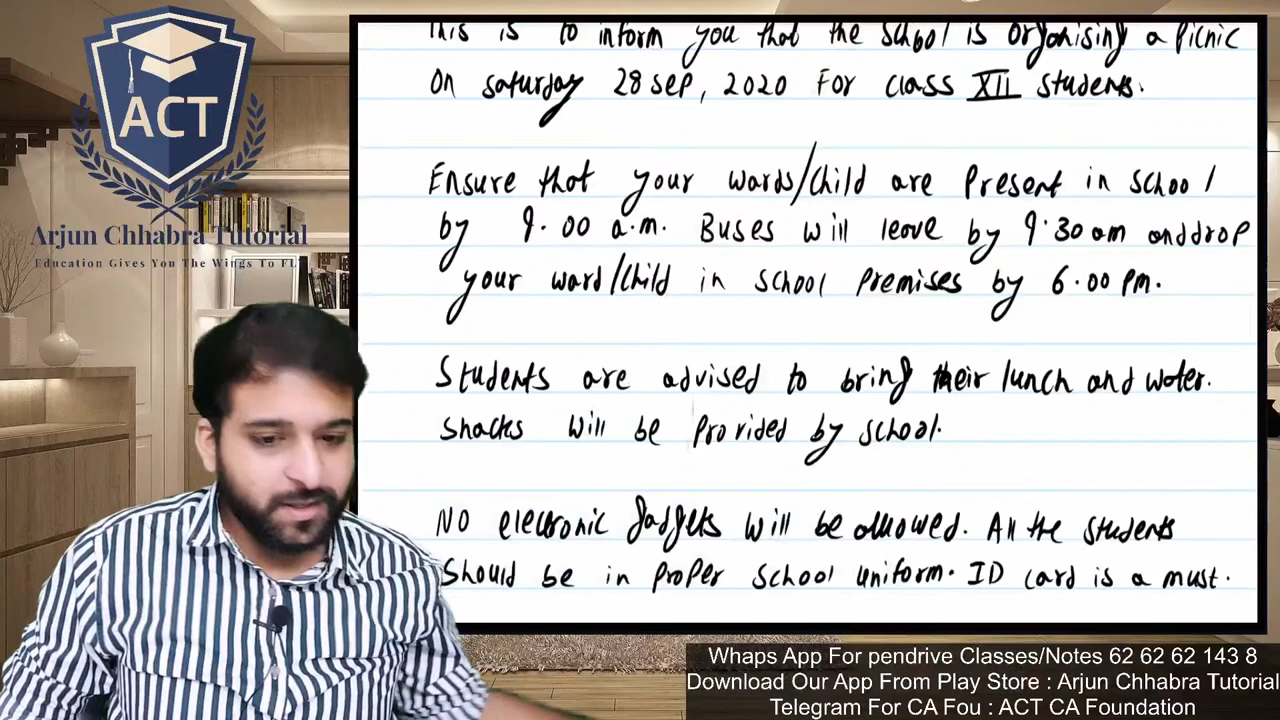 ACT
Arjun Chhabra Tutorial
Education Gives You The Wings To
This is to inform you that the school is organising a picnic
on saturday 28 sep, 2020 For class XII students.
Ensure that your wards/child are present in school
by 9.00 a.m. Buses will leave by 9.30 am and drop
your ward/child in school premises by 6.00 pm.
Students are advised to bring their lunch and water.
snacks will be provided by school.
No electronic gadgets will be allowed. All the students
should be in proper school uniform. ID card is a must.
Whaps App For pendrive Classes/Notes 62 62 62 143 8
Download Our App From Play Store : Arjun Chhabra Tutorial
Telegram For CA Fou : ACT CA Foundation